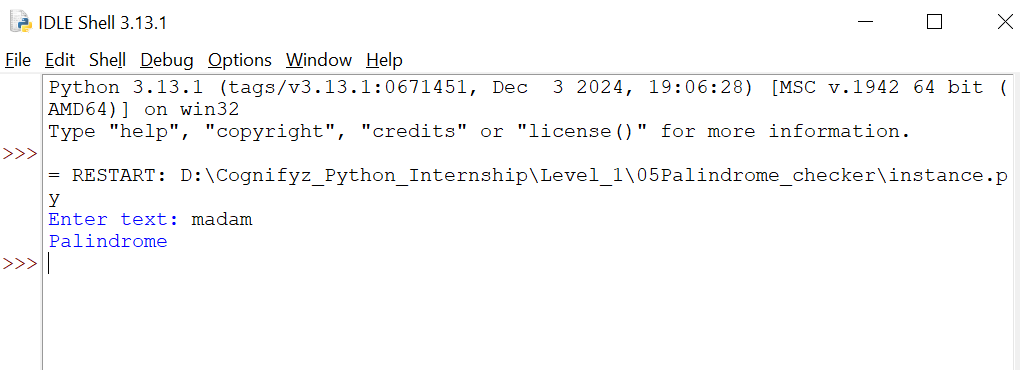 IDLE Shell 3.13.1
File Edit Shell Debug Options Window Help
Python 3.13.1 (tags/v3.13.1:0671451, Dec  3 2024, 19:06:28) [MSC v.1942 64 bit (
AMD64)] on win32
Type "help", "copyright", "credits" or "license()" for more information.
>>>
= RESTART: D:\Cognifyz_Python_Internship\Level_1\05Palindrome_checker\instance.p
y
Enter text: madam
Palindrome
>>>